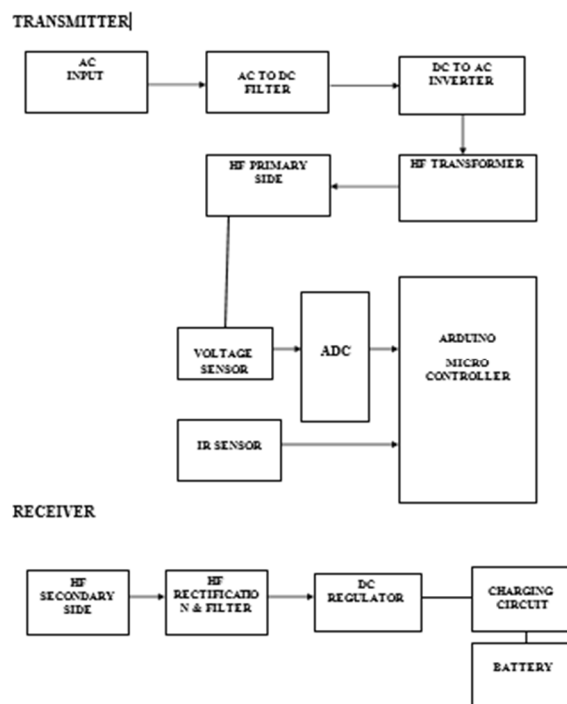 TRANSMITTER
AC
INPUT
AC TO DC
FILTER
DC TO AC
INVERTER
HF PRIMARY
SIDE
HF TRANSFORMER
VOLTAGE
SENSOR
ADC
ARDUINO
MICRO
CONTROLLER
IR SENSOR
RECEIVER
HF
SECONDARY
SIDE
HF
RECTIFICATIO
N & FILTER
DC
REGULATOR
CHARGING
CIRCUIT
BATTERY